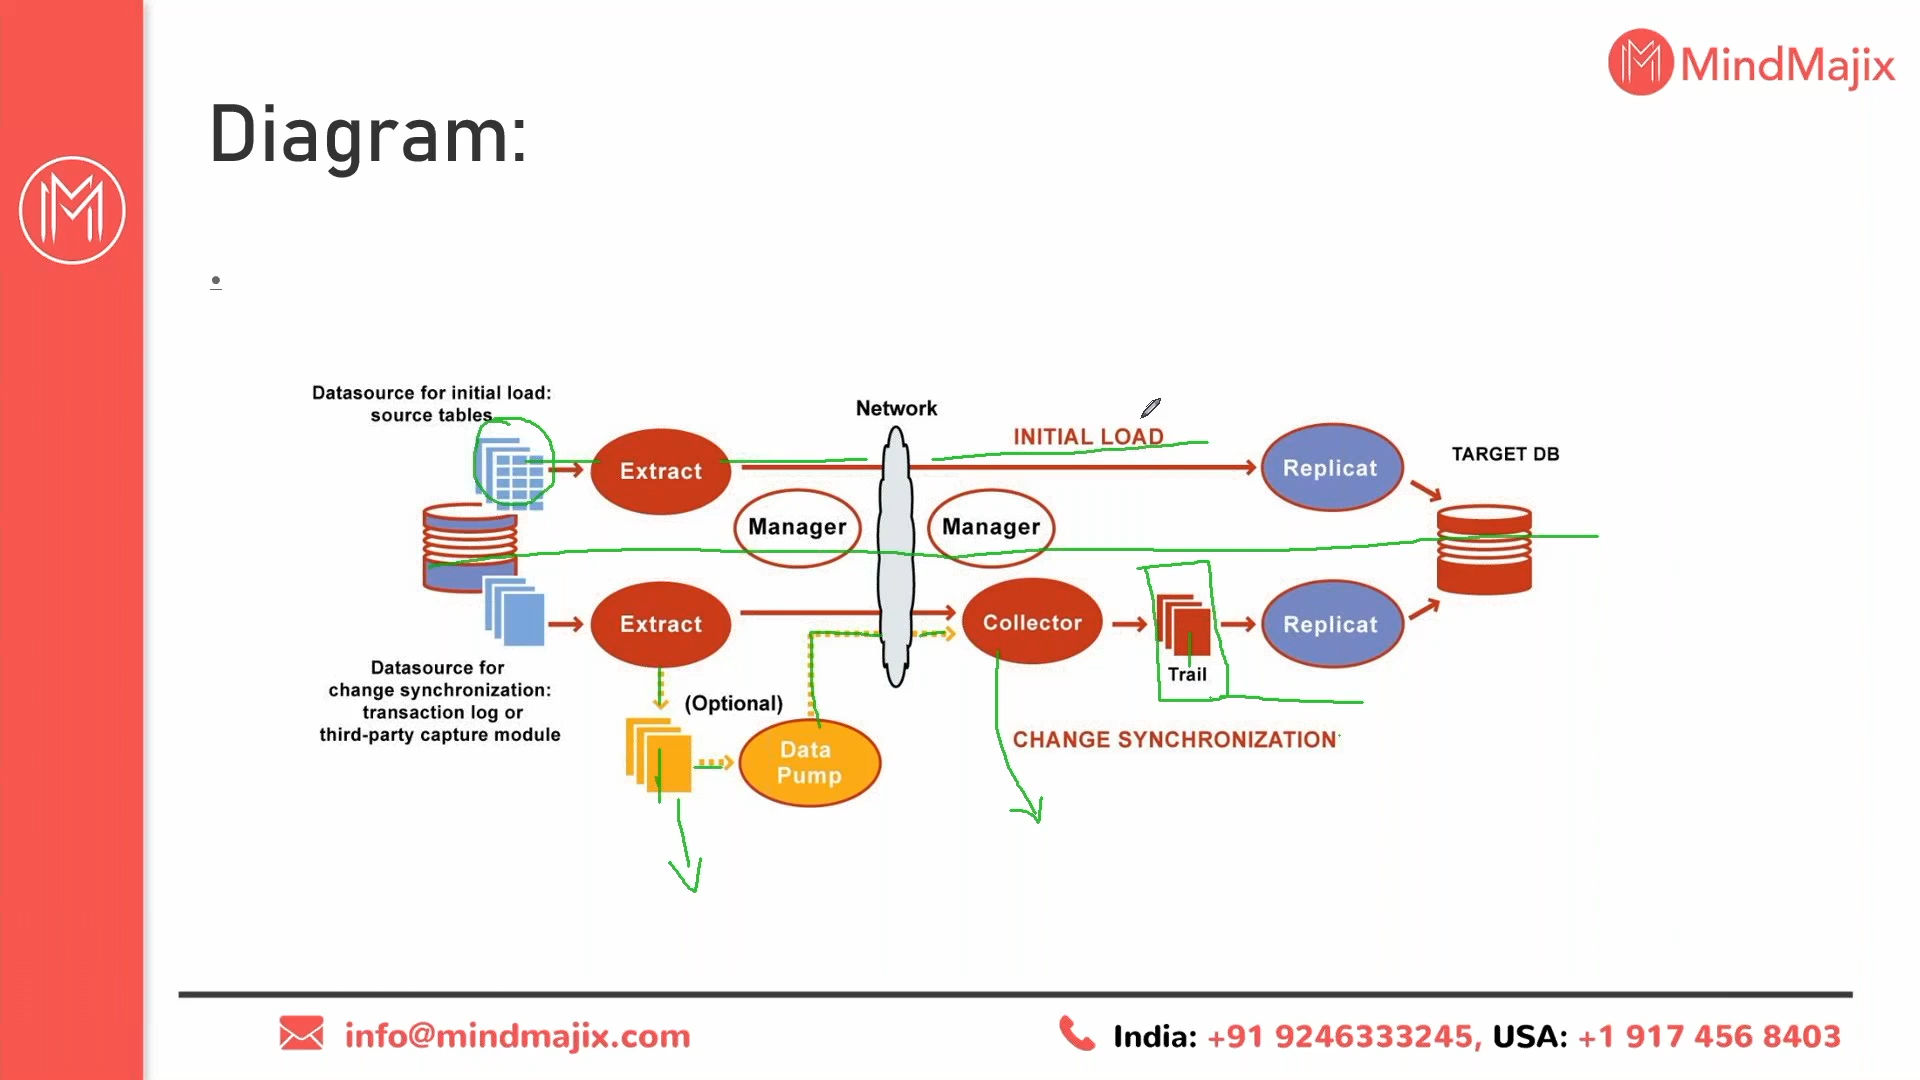 MindMajix
Diagram:
Datasource for initial load:
source tables
Network
INITIAL LOAD
Extract
Replicat
TARGET DB
Manager
Manager
Extract
Collector
Replicat
Trail
Datasource for
change synchronization:
transaction log or
third-party capture module
(Optional)
Data
Pump
CHANGE SYNCHRONIZATION
info@mindmajix.com
India: +91 9246333245, USA: +1 917 456 8403